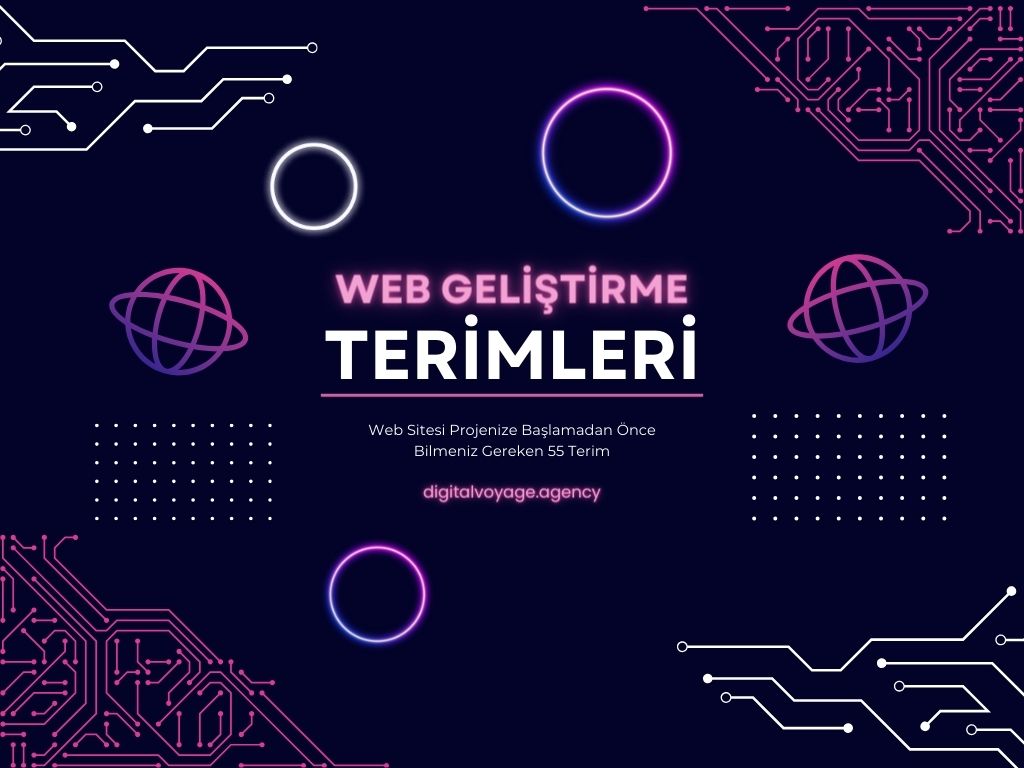 WEB GELİŞTİRME
TERİMLERİ
Web Sitesi Projenize Başlamadan Önce
Bilmeniz Gereken 55 Terim
digitalvoyage.agency